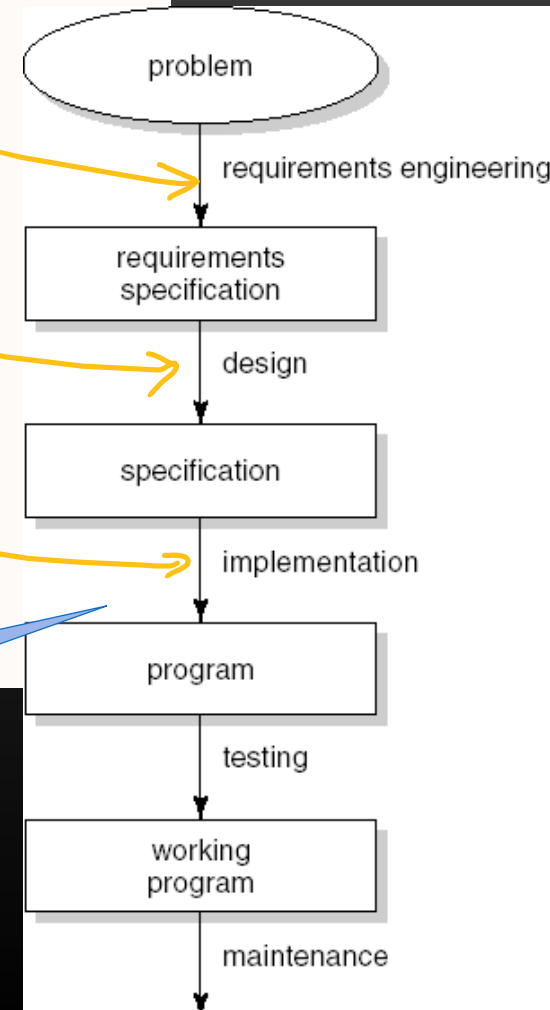 problem
requirements engineering
requirements
specification
design
specification
implementation
program
testing
working
program
maintenance